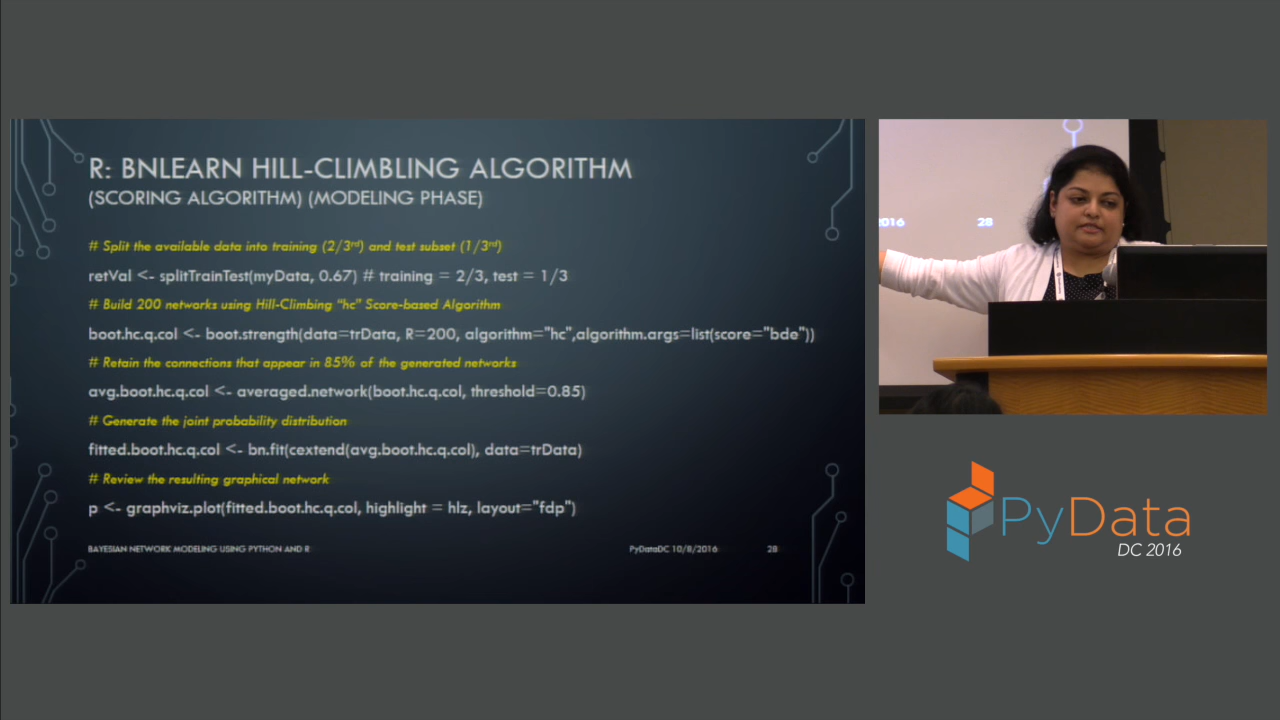 R: BNLEARN HILL-CLIMBLING ALGORITHM
(SCORING ALGORITHM) (MODELING PHASE)
# Split the available data into training (2/3rd) and test subset (1/3rd)
retVal <- splitTrainTest(myData, 0.67) # training = 2/3, test = 1/3
# Build 200 networks using Hill-Climbing "hc" Score-based Algorithm
boot.hc.q.col <- boot.strength(data=trData, R=200, algorithm="hc",algorithm.args=list(score="bde"))
# Retain the connections that appear in 85% of the generated networks
avg.boot.hc.q.col <- averaged.network(boot.hc.q.col, threshold=0.85)
# Generate the joint probability distribution
fitted.boot.hc.q.col <- bn.fit(cextend(avg.boot.hc.q.col), data=trData)
# Review the resulting graphical network
p <- graphviz.plot(fitted.boot.hc.q.col, highlight = hlz, layout="fdp")
BAYESIAN NETWORK MODELING USING PYTHON AND R
PyDataDC 10/8/2016
28
2016
28
PyData
DC 2016